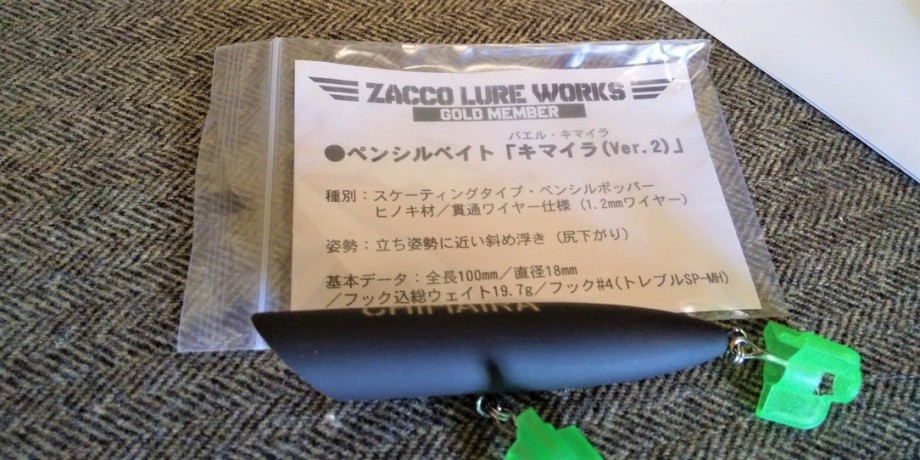 ZACCO LURE WORKS
GOLD MEMBER
バエル・キマイラ
●ペンシルベイト「キマイラ(Ver.2)」
種別：スケーティングタイプ・ペンシルポッパー
ヒノキ材／貫通ワイヤー仕様（1.2mmワイヤー）
姿勢：立ち姿勢に近い斜め浮き（尻下がり）
基本データ：全長100mm／直径18mm
／フック込総ウェイト19.7g／フック#4(トレブルSP-MH)
CHIMAIRA